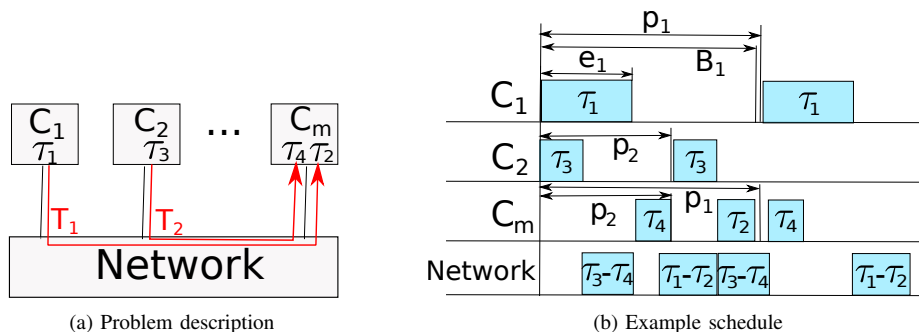 C1 C2 ... Cm
τ1 τ3 τ4 τ2
T1 T2
Network
(a) Problem description
p1
B1
e1
C1 τ1 τ1
p2
C2 τ3 τ3
p2 p1
Cm τ4 τ2 τ4
Network τ3-τ4 τ1-τ2 τ3-τ4 τ1-τ2
(b) Example schedule